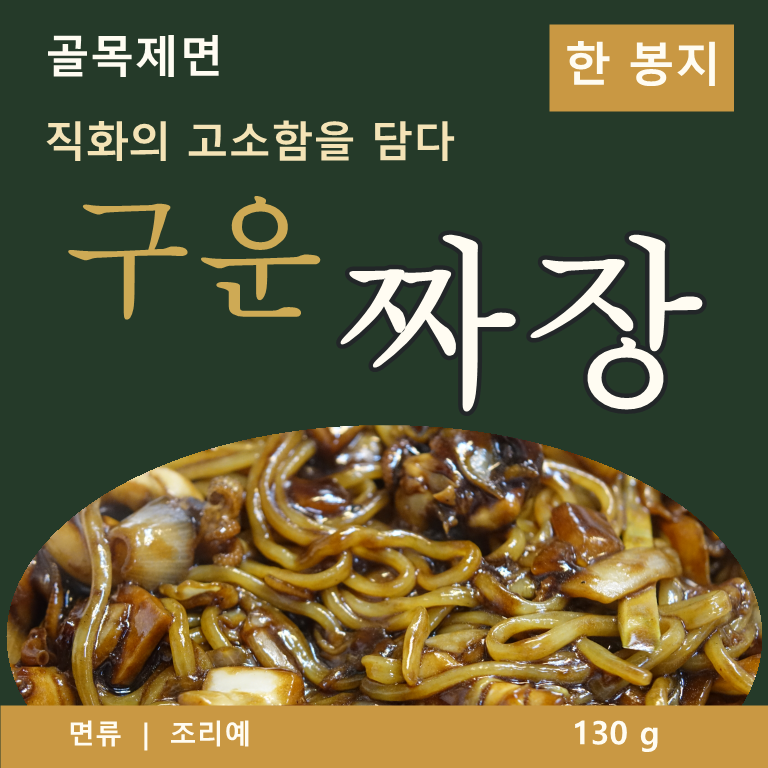 골목제면
한 봉지
직화의 고소함을 담다
구운
짜장
면류 | 조리예
130 g